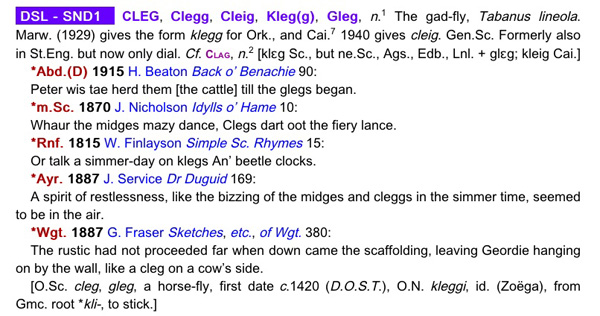 DSL - SND1 CLEG, Clegg, Cleig, Kleg(g), Gleg, n.1 The gad-fly, Tabanus lineola.
Marw. (1929) gives the form klegg for Ork., and Cai.7 1940 gives cleig. Gen.Sc. Formerly also
in St.Eng. but now only dial. Cf. CLAG, n.2 [klɛg Sc., but ne.Sc., Ags., Edb., Lnl. + glɛg; kleig Cai.]
*Abd.(D) 1915 H. Beaton Back o' Benachie 90:
Peter wis tae herd them [the cattle] till the glegs began.
*m.Sc. 1870 J. Nicholson Idylls o' Hame 10:
Whaur the midges mazy dance, Clegs dart oot the fiery lance.
*Rnf. 1815 W. Finlayson Simple Sc. Rhymes 15:
Or talk a simmer-day on klegs An' beetle clocks.
*Ayr. 1887 J. Service Dr Duguid 169:
A spirit of restlessness, like the bizzing of the midges and cleggs in the simmer time, seemed
to be in the air.
*Wgt. 1887 G. Fraser Sketches, etc., of Wgt. 380:
The rustic had not proceeded far when down came the scaffolding, leaving Geordie hanging
on by the wall, like a cleg on a cow's side.
[O.Sc. cleg, gleg, a horse-fly, first date c.1420 (D.O.S.T.), O.N. kleggi, id. (Zoëga), from
Gmc. root *kli-, to stick.]